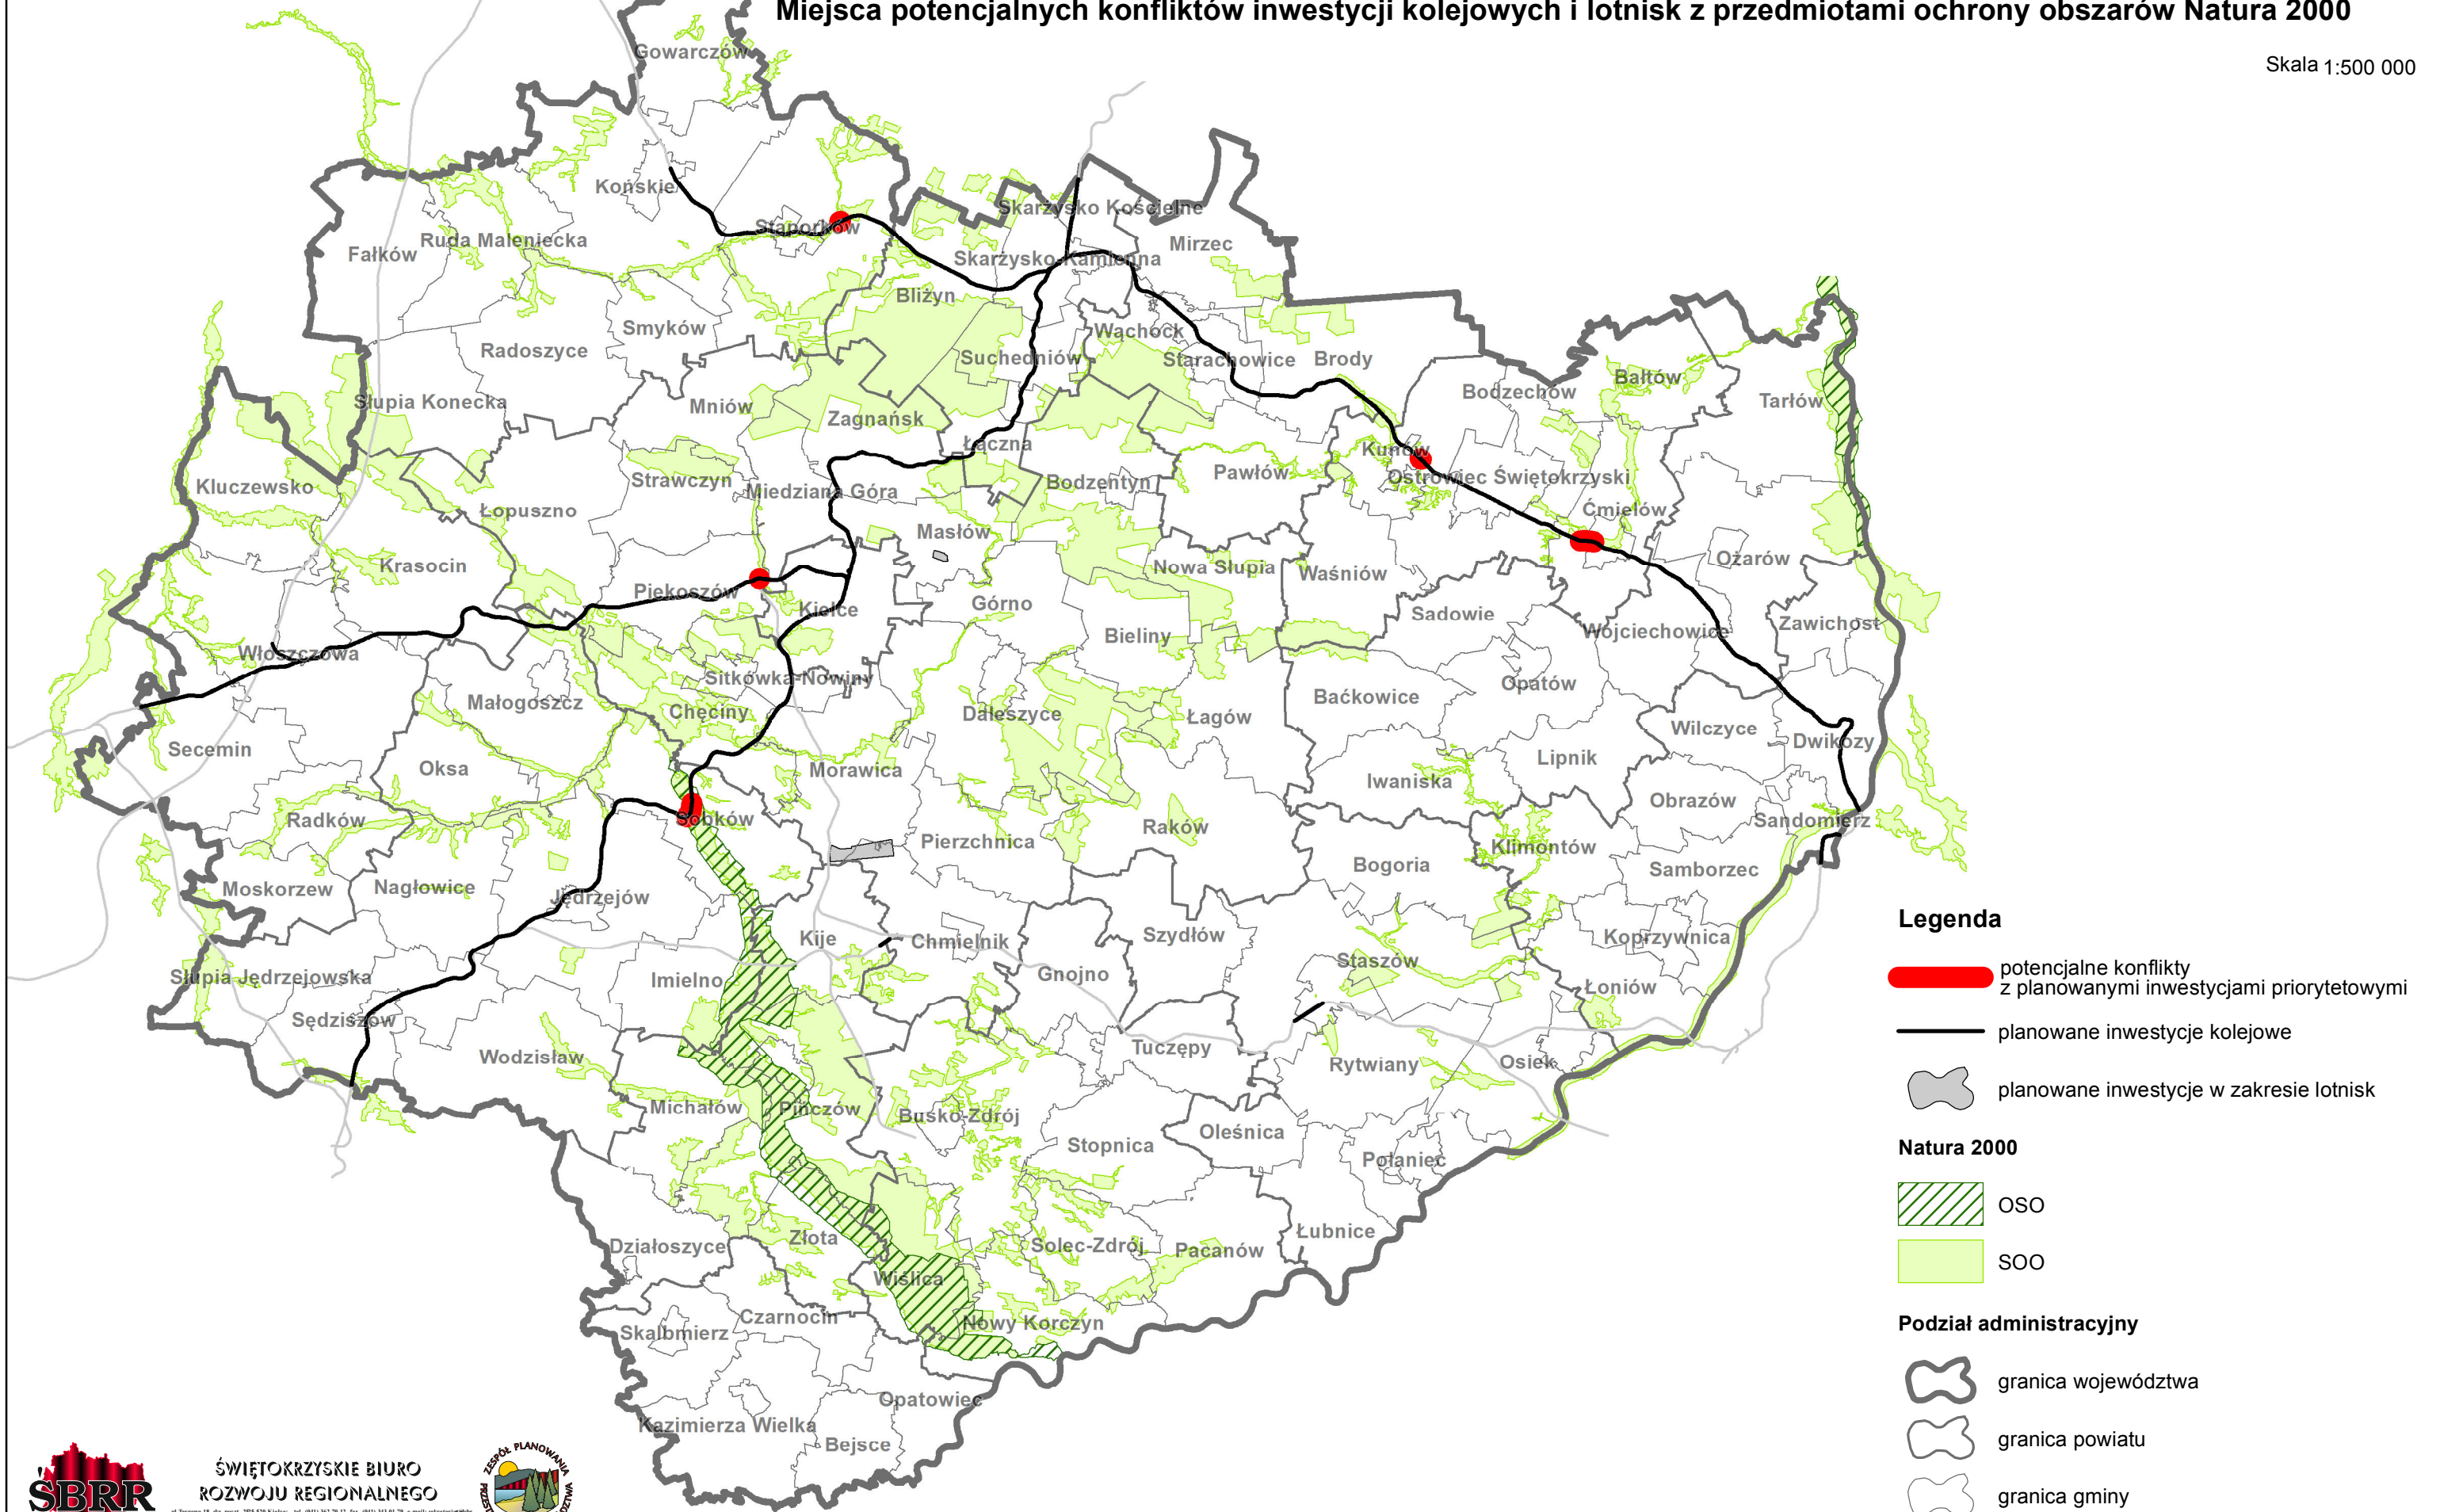 Miejsca potencjalnych konfliktów inwestycji kolejowych i lotnisk z przedmiotami ochrony obszarów Natura 2000
Skala 1:500 000
Gowarczów
Końskie
Stąporków
Skarżysko Kościelne
Mirzec
Fałków
Ruda Maleniecka
Skarżysko-Kamienna
Bliżyn
Smyków
Radoszyce
Wąchock
Suchedniów
Starachowice
Brody
Bodzechów
Bałtów
Tarłów
Słupia Konecka
Mniów
Zagnańsk
Łączna
Kunów
Kluczewsko
Strawczyn
Miedziana Góra
Bodzentyn
Pawłów
Ostrowiec Świętokrzyski
Łopuszno
Masłów
Ćmielów
Krasocin
Nowa Słupia
Waśniów
Ożarów
Piekoszów
Kielce
Górno
Sadowie
Bieliny
Wojciechowice
Zawichost
Włoszczowa
Sitkówka-Nowiny
Małogoszcz
Chęciny
Daleszyce
Łagów
Baćkowice
Opatów
Wilczyce
Secemin
Oksa
Morawica
Iwaniska
Lipnik
Dwikozy
Radków
Sobków
Pierzchnica
Raków
Obrazów
Sandomierz
Klimontów
Bogoria
Samborzec
Moskorzew
Nagłowice
Jędrzejów
Kije
Chmielnik
Szydłów
Koprzywnica
Słupia Jędrzejowska
Imielno
Gnojno
Staszów
Łoniów
Sędziszów
Wodzisław
Tuczępy
Rytwiany
Osiek
Michałów
Pińczów
Busko-Zdrój
Stopnica
Oleśnica
Połaniec
Działoszyce
Złota
Solec-Zdrój
Pacanów
Łubnice
Wiślica
Skalbmierz
Czarnocin
Nowy Korczyn
Opatowiec
Kazimierza Wielka
Bejsce
Legenda
potencjalne konflikty
z planowanymi inwestycjami priorytetowymi
planowane inwestycje kolejowe
planowane inwestycje w zakresie lotnisk
Natura 2000
OSO
SOO
Podział administracyjny
granica województwa
granica powiatu
granica gminy
ŚBRR
ŚWIĘTOKRZYSKIE BIURO
ROZWOJU REGIONALNEGO
ZESPÓŁ PLANOWANIA